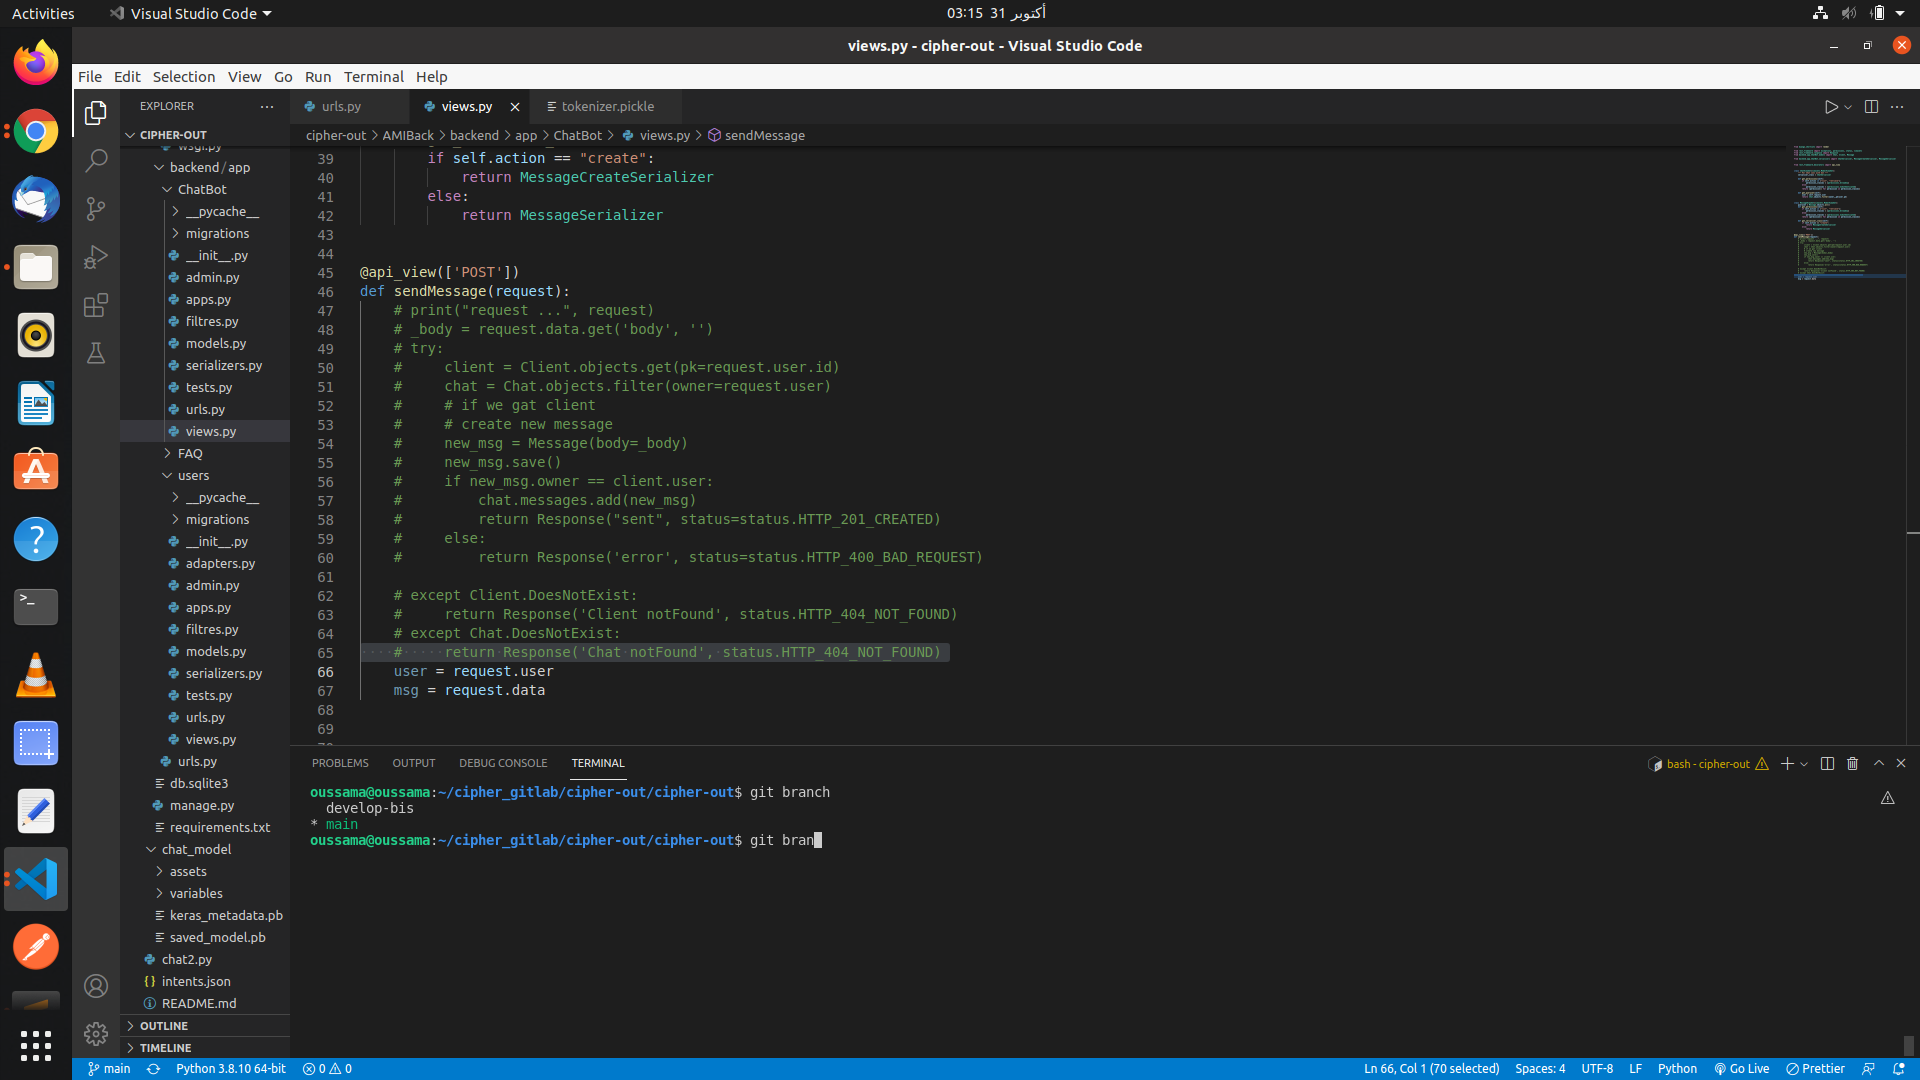 Activities
Visual Studio Code
03:15 31 أكتوبر
views.py - cipher-out - Visual Studio Code
File Edit Selection View Go Run Terminal Help
EXPLORER
CIPHER-OUT
wsgi.py
backend / app
ChatBot
__pycache__
migrations
__init__.py
admin.py
apps.py
filtres.py
models.py
serializers.py
tests.py
urls.py
views.py
FAQ
users
__pycache__
migrations
__init__.py
adapters.py
admin.py
apps.py
filtres.py
models.py
serializers.py
tests.py
urls.py
views.py
urls.py
db.sqlite3
manage.py
requirements.txt
chat_model
assets
variables
keras_metadata.pb
saved_model.pb
chat2.py
intents.json
README.md
OUTLINE
TIMELINE
urls.py views.py tokenizer.pickle
cipher-out > AMIBack > backend > app > ChatBot > views.py > sendMessage
39 if self.action == "create":
40 return MessageCreateSerializer
41 else:
42 return MessageSerializer
43
44
45 @api_view(['POST'])
46 def sendMessage(request):
47 # print("request ...", request)
48 # _body = request.data.get('body', '')
49 # try:
50 # client = Client.objects.get(pk=request.user.id)
51 # chat = Chat.objects.filter(owner=request.user)
52 # # if we gat client
53 # # create new message
54 # new_msg = Message(body=_body)
55 # new_msg.save()
56 # if new_msg.owner == client.user:
57 # chat.messages.add(new_msg)
58 # return Response("sent", status=status.HTTP_201_CREATED)
59 # else:
60 # return Response('error', status=status.HTTP_400_BAD_REQUEST)
61
62 # except Client.DoesNotExist:
63 # return Response('Client notFound', status.HTTP_404_NOT_FOUND)
64 # except Chat.DoesNotExist:
65 # return Response('Chat notFound', status.HTTP_404_NOT_FOUND)
66 user = request.user
67 msg = request.data
68
69
PROBLEMS OUTPUT DEBUG CONSOLE TERMINAL
bash - cipher-out
oussama@oussama:~/cipher_gitlab/cipher-out/cipher-out$ git branch
develop-bis
* main
oussama@oussama:~/cipher_gitlab/cipher-out/cipher-out$ git bran
main Python 3.8.10 64-bit 0 0
Ln 66, Col 1 (70 selected) Spaces: 4 UTF-8 LF Python Go Live Prettier